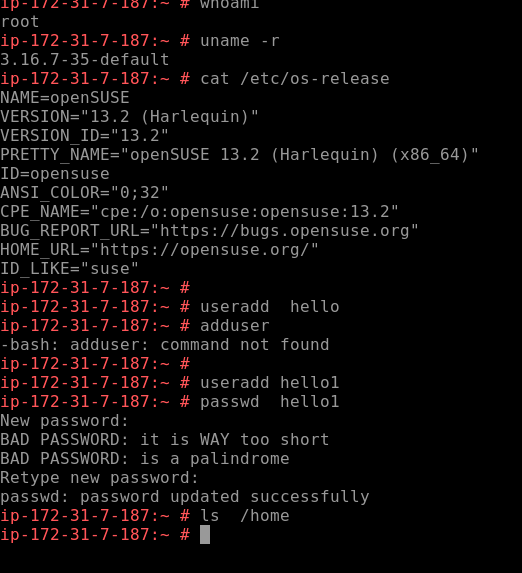 ip-172-31-7-187:~ # whoami
root
ip-172-31-7-187:~ # uname -r
3.16.7-35-default
ip-172-31-7-187:~ # cat /etc/os-release
NAME=openSUSE
VERSION="13.2 (Harlequin)"
VERSION_ID="13.2"
PRETTY_NAME="openSUSE 13.2 (Harlequin) (x86_64)"
ID=opensuse
ANSI_COLOR="0;32"
CPE_NAME="cpe:/o:opensuse:opensuse:13.2"
BUG_REPORT_URL="https://bugs.opensuse.org"
HOME_URL="https://opensuse.org/"
ID_LIKE="suse"
ip-172-31-7-187:~ #
ip-172-31-7-187:~ # useradd  hello
ip-172-31-7-187:~ # adduser
-bash: adduser: command not found
ip-172-31-7-187:~ #
ip-172-31-7-187:~ # useradd hello1
ip-172-31-7-187:~ # passwd  hello1
New password:
BAD PASSWORD: it is WAY too short
BAD PASSWORD: is a palindrome
Retype new password:
passwd: password updated successfully
ip-172-31-7-187:~ # ls  /home
ip-172-31-7-187:~ #